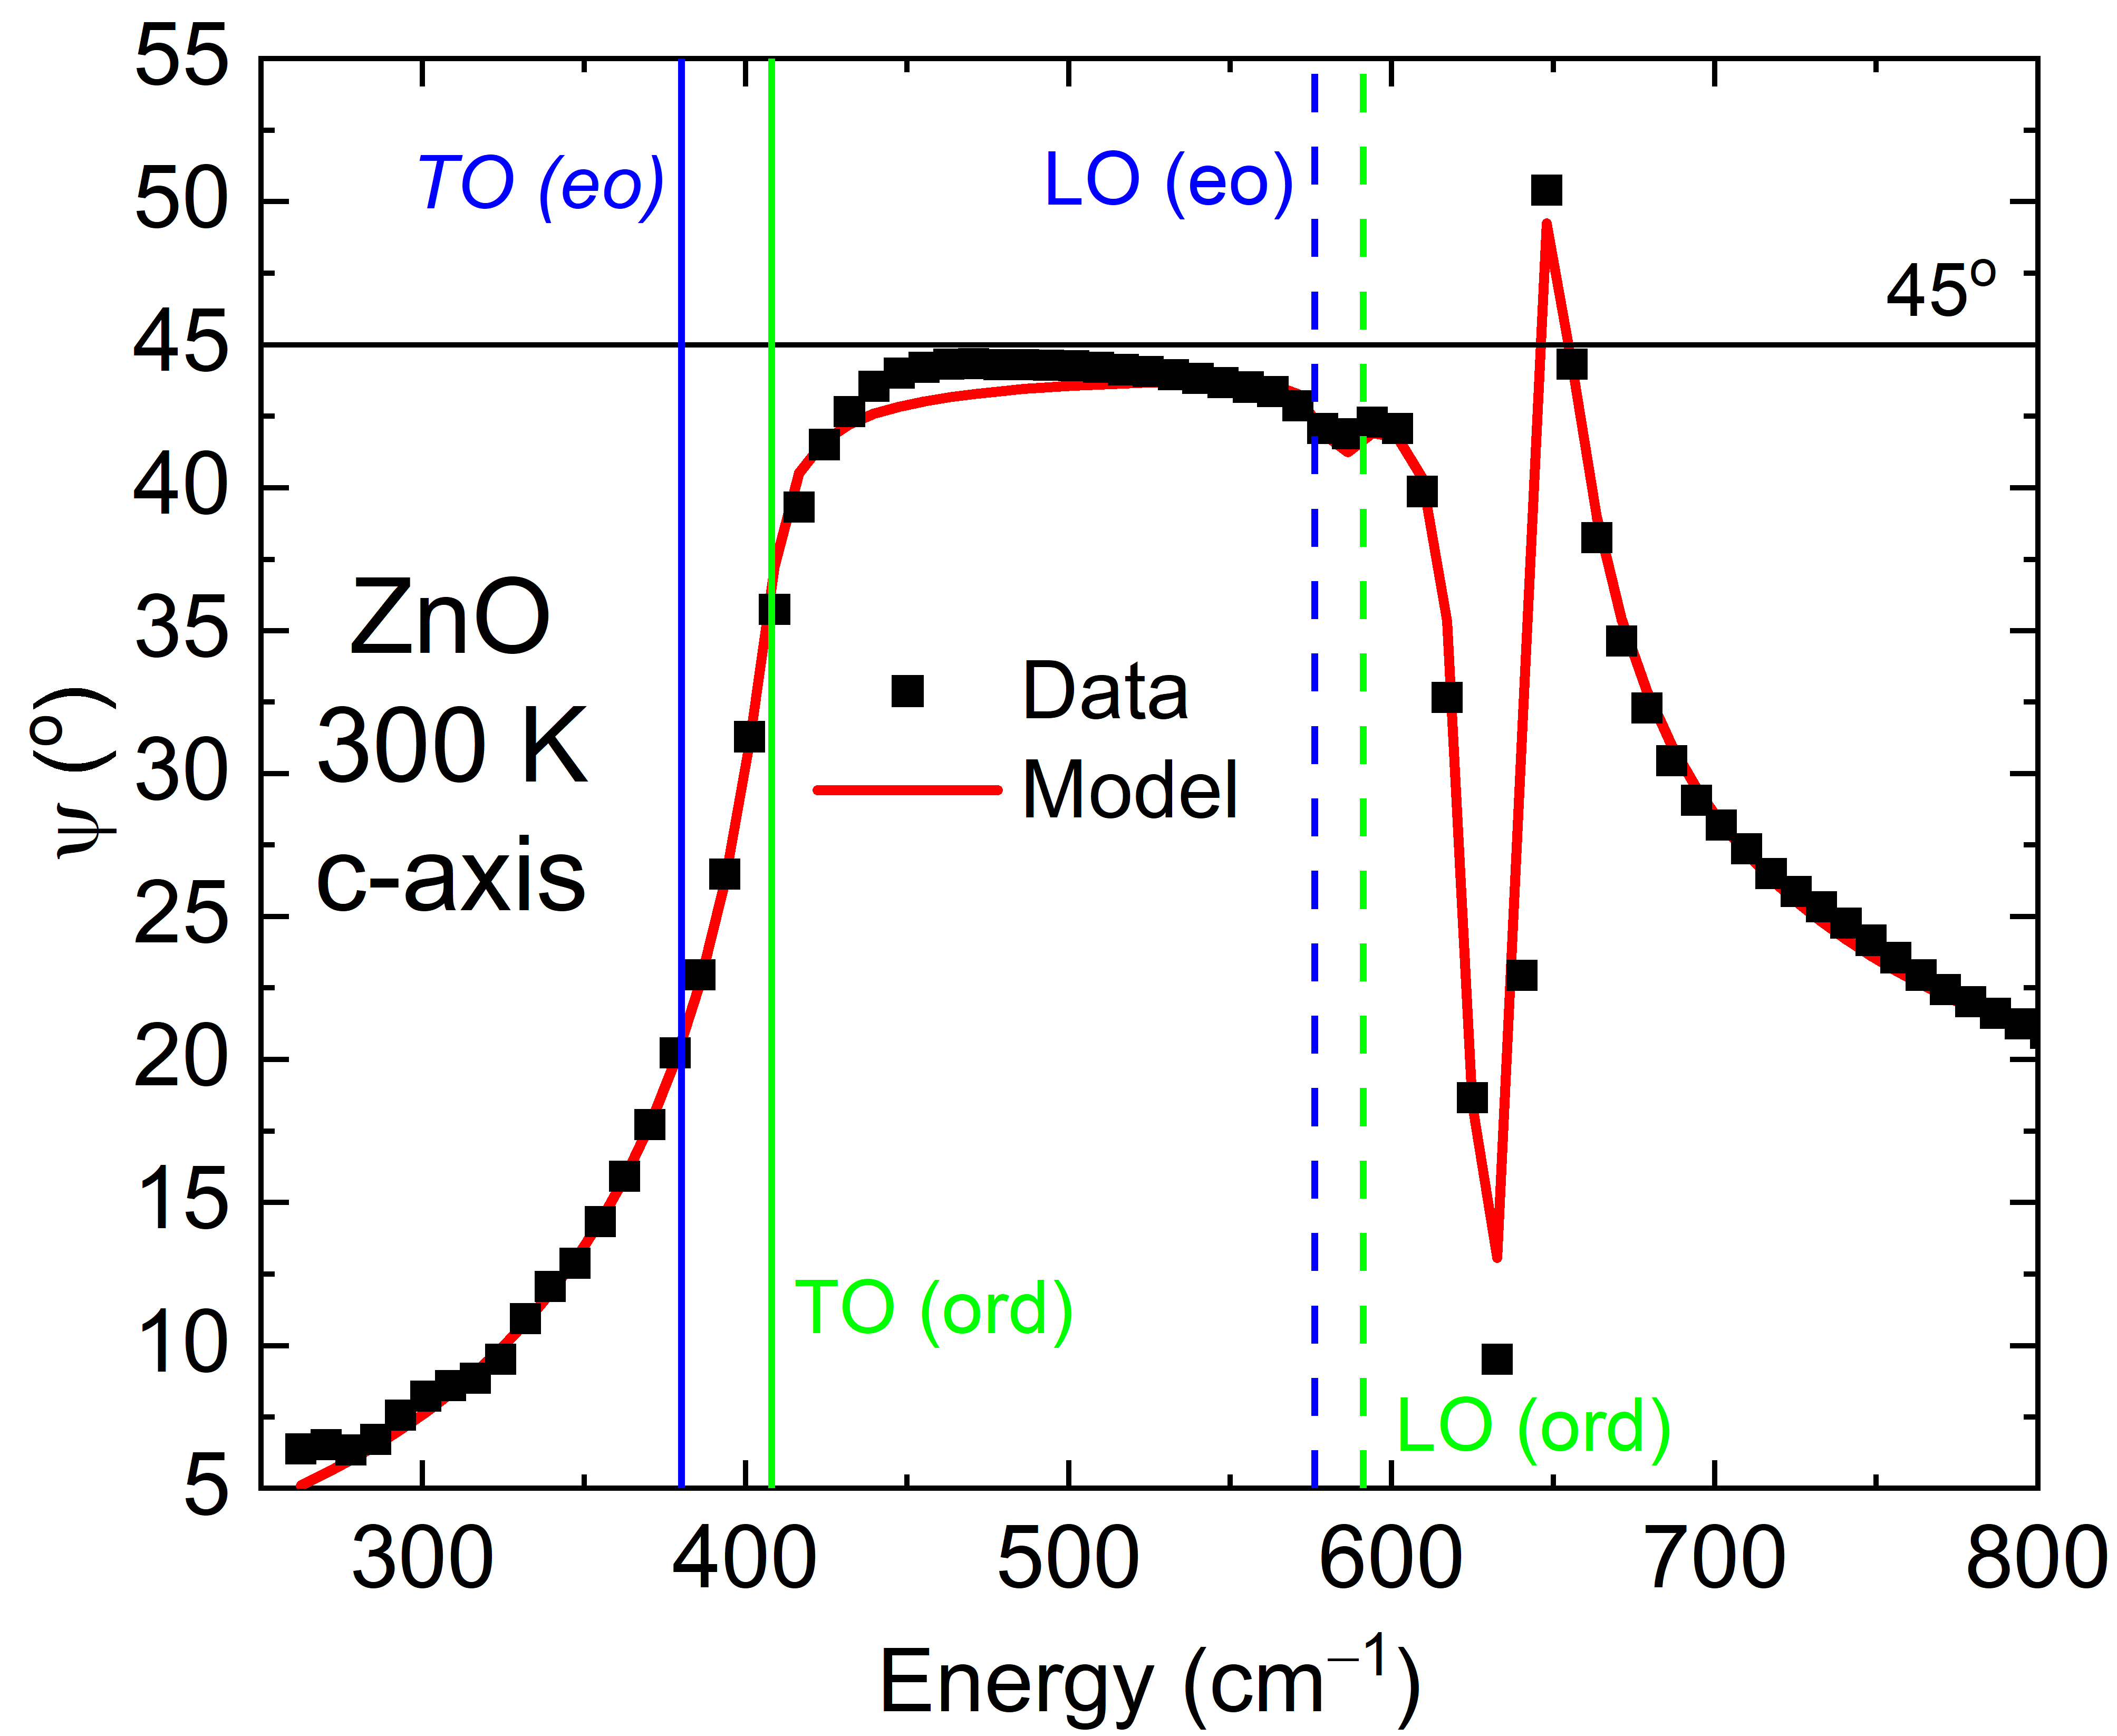 55
50
45
40
35
30
25
20
15
10
5
ψ (º)
TO (eo)
LO (eo)
45º
ZnO
300 K
c-axis
Data
Model
TO (ord)
LO (ord)
300 400 500 600 700 800
Energy (cm⁻¹)